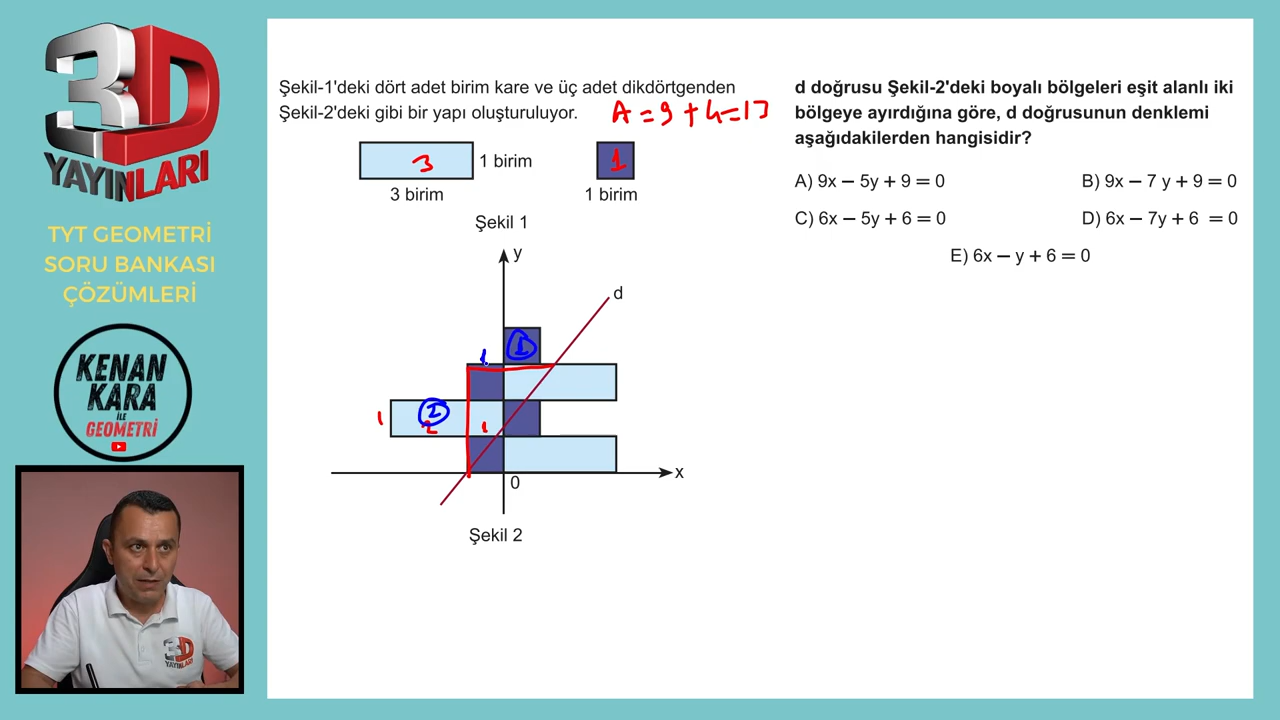 3D
YAYINLARI
TYT GEOMETRİ
SORU BANKASI
ÇÖZÜMLERİ
KENAN
KARA
İLE
GEOMETRİ
3D
YAYINLARI
Şekil-1'deki dört adet birim kare ve üç adet dikdörtgenden
Şekil-2'deki gibi bir yapı oluşturuluyor.
A = 9 + 4 = 13
3
1 birim
1
3 birim
1 birim
Şekil 1
y
d
1
1
1
2
2
1
x
0
Şekil 2
d doğrusu Şekil-2'deki boyalı bölgeleri eşit alanlı iki
bölgeye ayırdığına göre, d doğrusunun denklemi
aşağıdakilerden hangisidir?
A) 9x − 5y + 9 = 0
B) 9x − 7 y + 9 = 0
C) 6x − 5y + 6 = 0
D) 6x − 7y + 6 = 0
E) 6x − y + 6 = 0